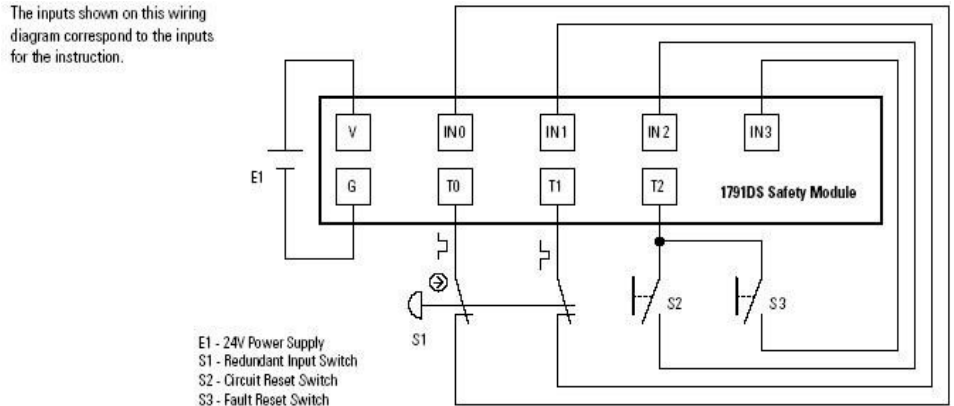 The inputs shown on this wiring
diagram correspond to the inputs
for the instruction.
V
IN0
IN1
IN2
IN3
E1
G
T0
T1
T2
1791DS Safety Module
S1
S2
S3
E1 - 24V Power Supply
S1 - Redundant Input Switch
S2 - Circuit Reset Switch
S3 - Fault Reset Switch